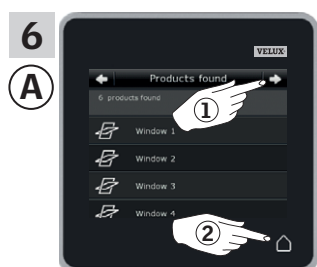 6
A
VELUX
Products found
1
6 products found
Window 1
Window 2
Window 3
Window 4
2